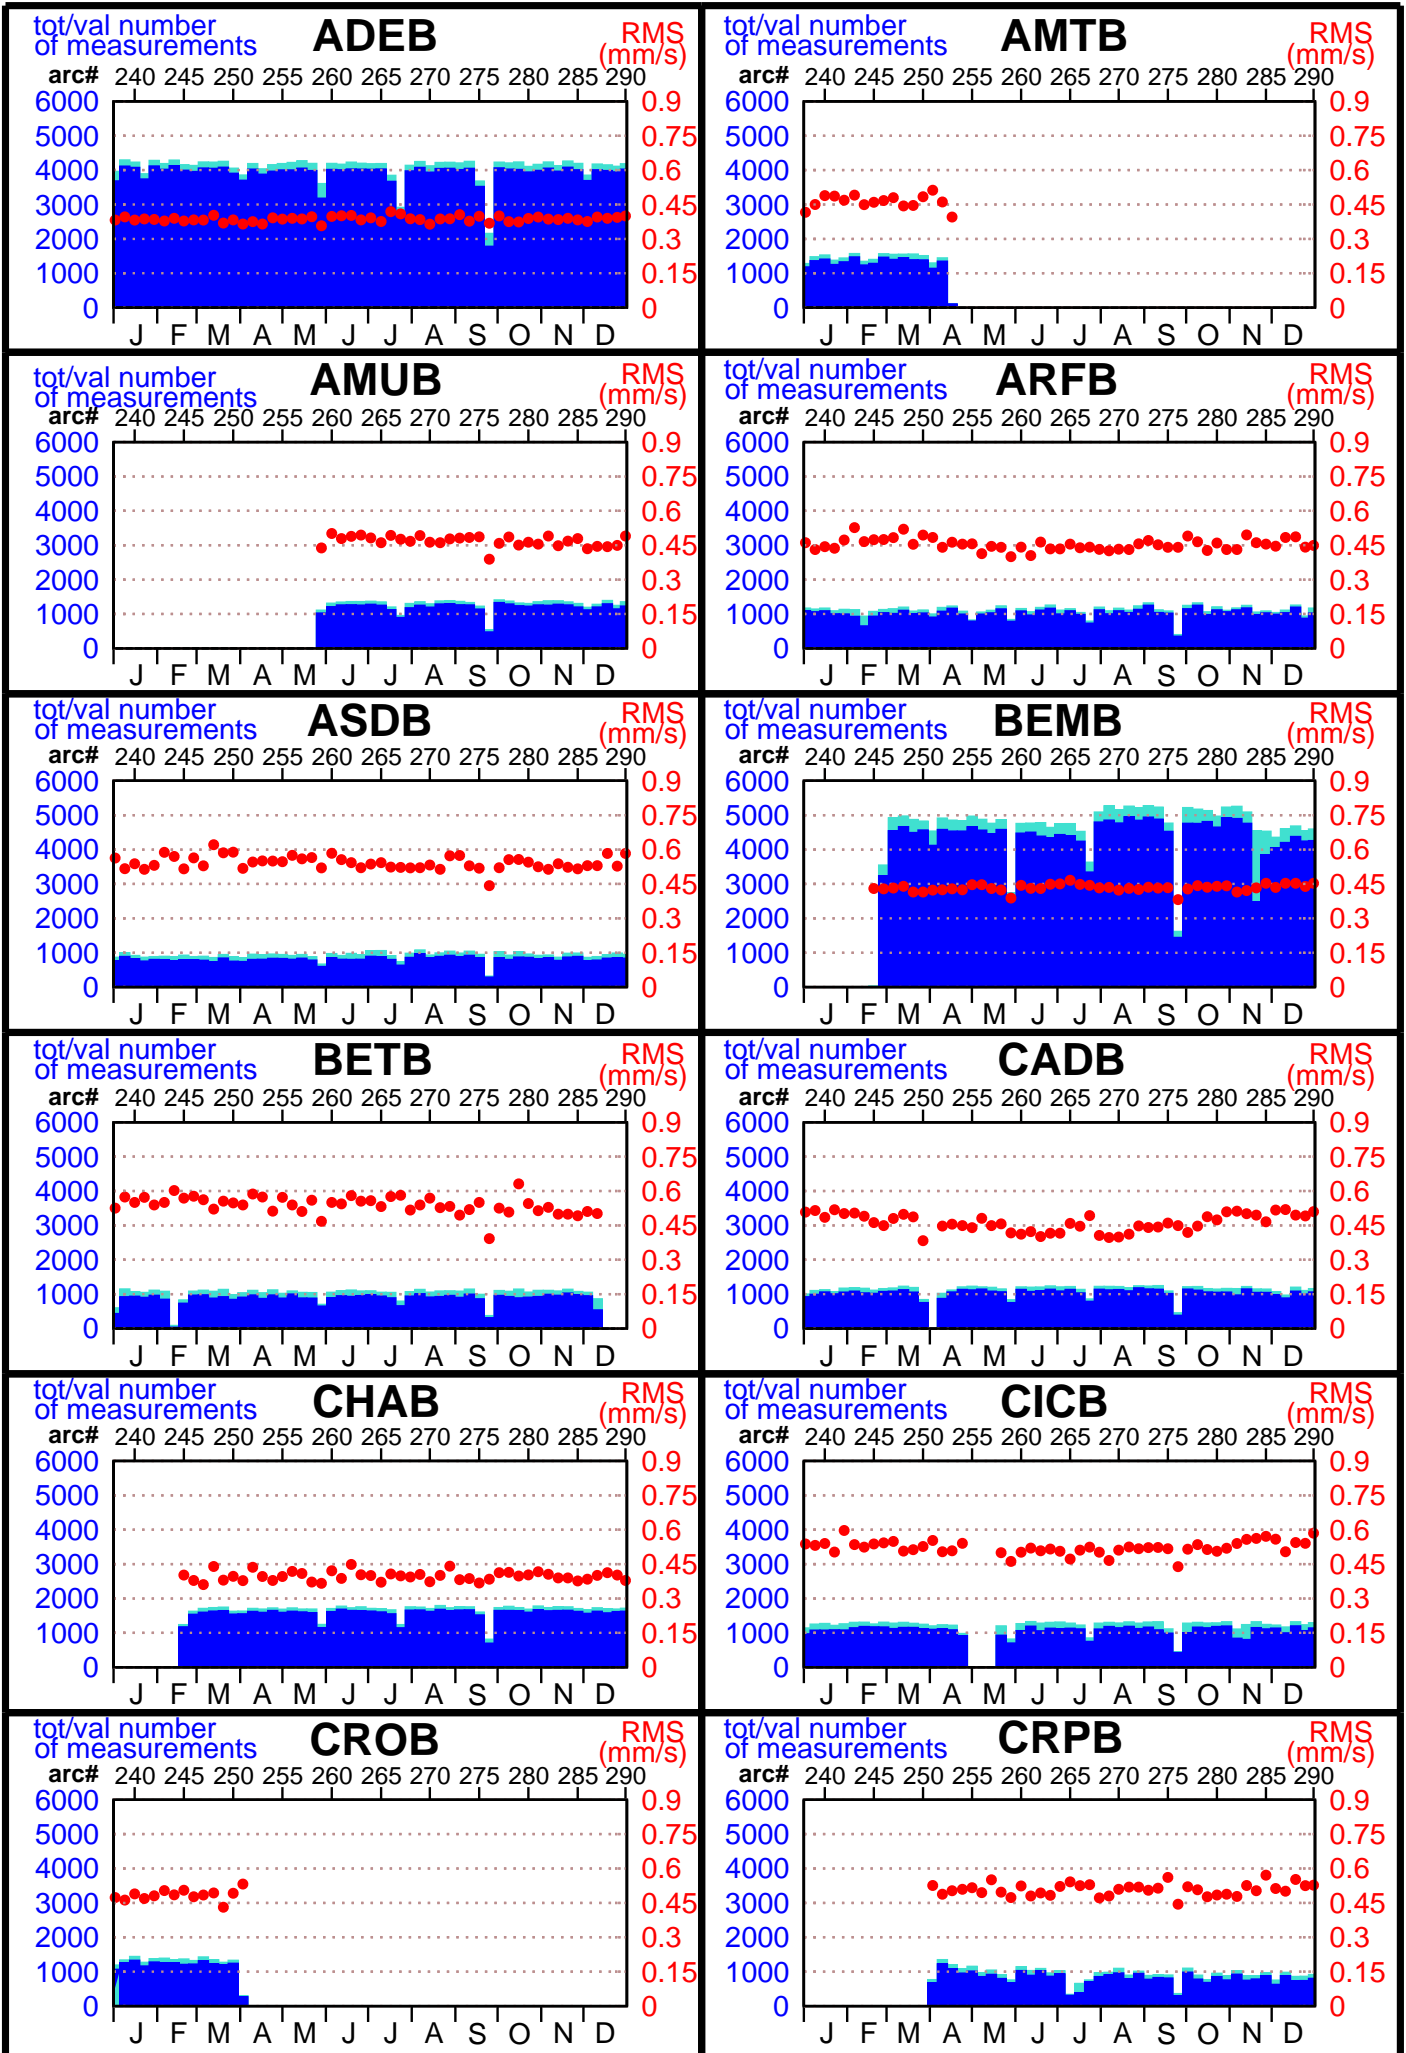 tot/val number of measurements ADEB RMS (mm/s)
arc# 240 245 250 255 260 265 270 275 280 285 290
6000 0.9
5000 0.75
4000 0.6
3000 0.45
2000 0.3
1000 0.15
0 0
J F M A M J J A S O N D
tot/val number of measurements AMTB RMS (mm/s)
arc# 240 245 250 255 260 265 270 275 280 285 290
6000 0.9
5000 0.75
4000 0.6
3000 0.45
2000 0.3
1000 0.15
0 0
J F M A M J J A S O N D
tot/val number of measurements AMUB RMS (mm/s)
arc# 240 245 250 255 260 265 270 275 280 285 290
6000 0.9
5000 0.75
4000 0.6
3000 0.45
2000 0.3
1000 0.15
0 0
J F M A M J J A S O N D
tot/val number of measurements ARFB RMS (mm/s)
arc# 240 245 250 255 260 265 270 275 280 285 290
6000 0.9
5000 0.75
4000 0.6
3000 0.45
2000 0.3
1000 0.15
0 0
J F M A M J J A S O N D
tot/val number of measurements ASDB RMS (mm/s)
arc# 240 245 250 255 260 265 270 275 280 285 290
6000 0.9
5000 0.75
4000 0.6
3000 0.45
2000 0.3
1000 0.15
0 0
J F M A M J J A S O N D
tot/val number of measurements BEMB RMS (mm/s)
arc# 240 245 250 255 260 265 270 275 280 285 290
6000 0.9
5000 0.75
4000 0.6
3000 0.45
2000 0.3
1000 0.15
0 0
J F M A M J J A S O N D
tot/val number of measurements BETB RMS (mm/s)
arc# 240 245 250 255 260 265 270 275 280 285 290
6000 0.9
5000 0.75
4000 0.6
3000 0.45
2000 0.3
1000 0.15
0 0
J F M A M J J A S O N D
tot/val number of measurements CADB RMS (mm/s)
arc# 240 245 250 255 260 265 270 275 280 285 290
6000 0.9
5000 0.75
4000 0.6
3000 0.45
2000 0.3
1000 0.15
0 0
J F M A M J J A S O N D
tot/val number of measurements CHAB RMS (mm/s)
arc# 240 245 250 255 260 265 270 275 280 285 290
6000 0.9
5000 0.75
4000 0.6
3000 0.45
2000 0.3
1000 0.15
0 0
J F M A M J J A S O N D
tot/val number of measurements CICB RMS (mm/s)
arc# 240 245 250 255 260 265 270 275 280 285 290
6000 0.9
5000 0.75
4000 0.6
3000 0.45
2000 0.3
1000 0.15
0 0
J F M A M J J A S O N D
tot/val number of measurements CROB RMS (mm/s)
arc# 240 245 250 255 260 265 270 275 280 285 290
6000 0.9
5000 0.75
4000 0.6
3000 0.45
2000 0.3
1000 0.15
0 0
J F M A M J J A S O N D
tot/val number of measurements CRPB RMS (mm/s)
arc# 240 245 250 255 260 265 270 275 280 285 290
6000 0.9
5000 0.75
4000 0.6
3000 0.45
2000 0.3
1000 0.15
0 0
J F M A M J J A S O N D